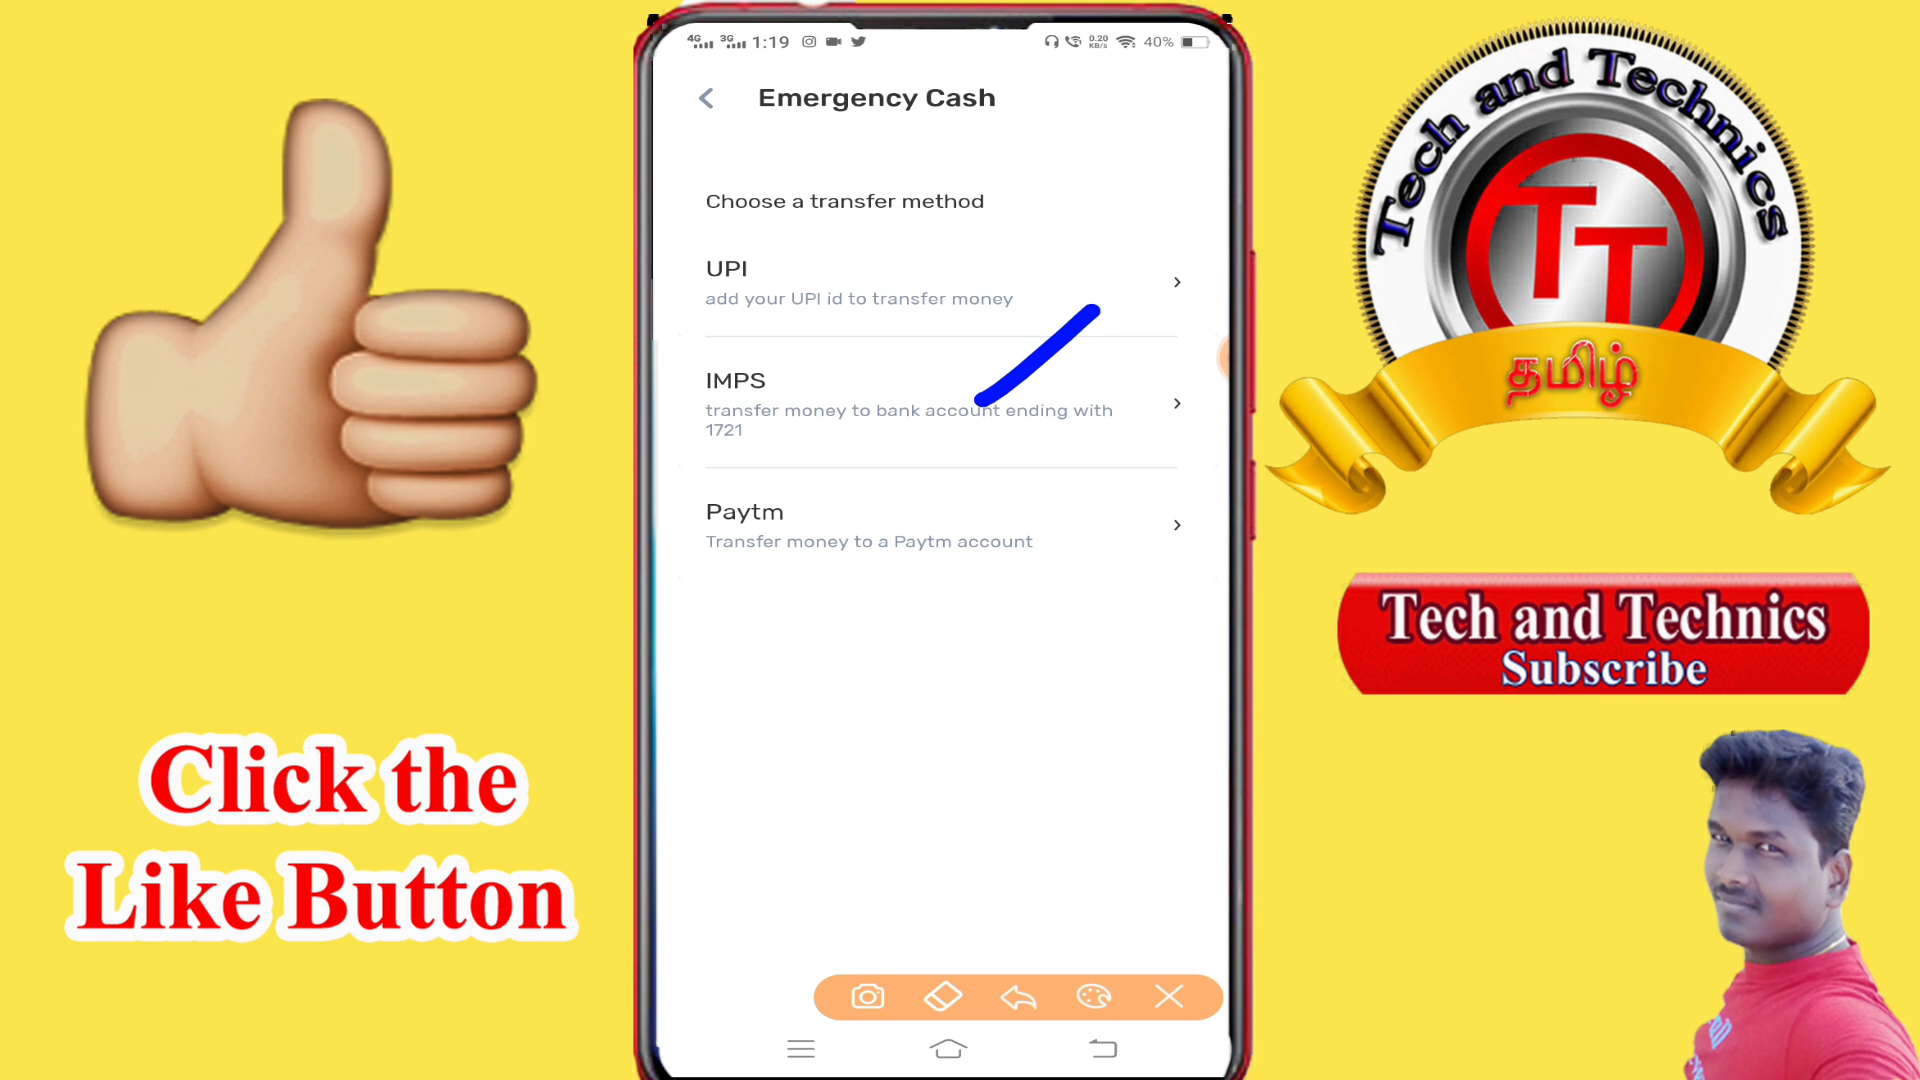 4G 3G 1:19
0.20 KB/s 40%
Emergency Cash
Choose a transfer method
UPI
add your UPI id to transfer money
IMPS
transfer money to bank account ending with
1721
Paytm
Transfer money to a Paytm account
Click the
Like Button
Tech and Technics
TT
தமிழ்
Tech and Technics
Subscribe